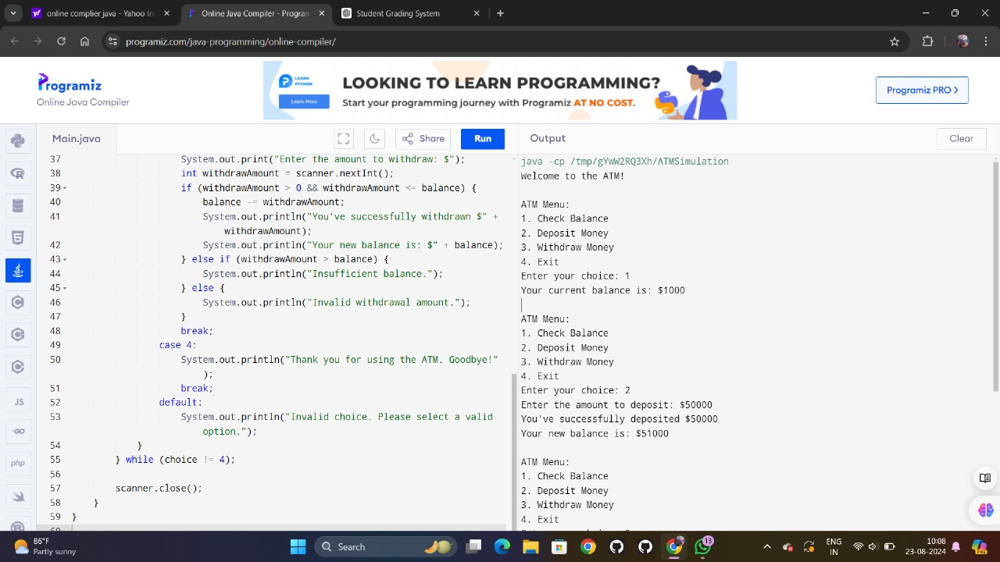 online complier java - Yahoo In
Online Java Compiler - Program
Student Grading System
programiz.com/java-programming/online-compiler/
Programiz
Online Java Compiler
LEARN PYTHON
Learn More
LOOKING TO LEARN PROGRAMMING?
Start your programming journey with Programiz AT NO COST.
Programiz PRO
Main.java
Share
Run
Output
Clear
37 System.out.print("Enter the amount to withdraw: $");
38 int withdrawAmount = scanner.nextInt();
39 if (withdrawAmount > 0 && withdrawAmount <= balance) {
40 balance -= withdrawAmount;
41 System.out.println("You've successfully withdrawn $" +
withdrawAmount);
42 System.out.println("Your new balance is: $" + balance);
43 } else if (withdrawAmount > balance) {
44 System.out.println("Insufficient balance.");
45 } else {
46 System.out.println("Invalid withdrawal amount.");
47 }
48 break;
49 case 4:
50 System.out.println("Thank you for using the ATM. Goodbye!"
);
51 break;
52 default:
53 System.out.println("Invalid choice. Please select a valid
option.");
54 }
55 } while (choice != 4);
56
57 scanner.close();
58 }
59 }
java -cp /tmp/gYwW2RQ3Xh/ATMSimulation
Welcome to the ATM!
ATM Menu:
1. Check Balance
2. Deposit Money
3. Withdraw Money
4. Exit
Enter your choice: 1
Your current balance is: $1000
ATM Menu:
1. Check Balance
2. Deposit Money
3. Withdraw Money
4. Exit
Enter your choice: 2
Enter the amount to deposit: $50000
You've successfully deposited $50000
Your new balance is: $51000
ATM Menu:
1. Check Balance
2. Deposit Money
3. Withdraw Money
4. Exit
JS
GO
php
86°F
Partly sunny
Search
13
ENG
IN
10:08
23-08-2024
PRE